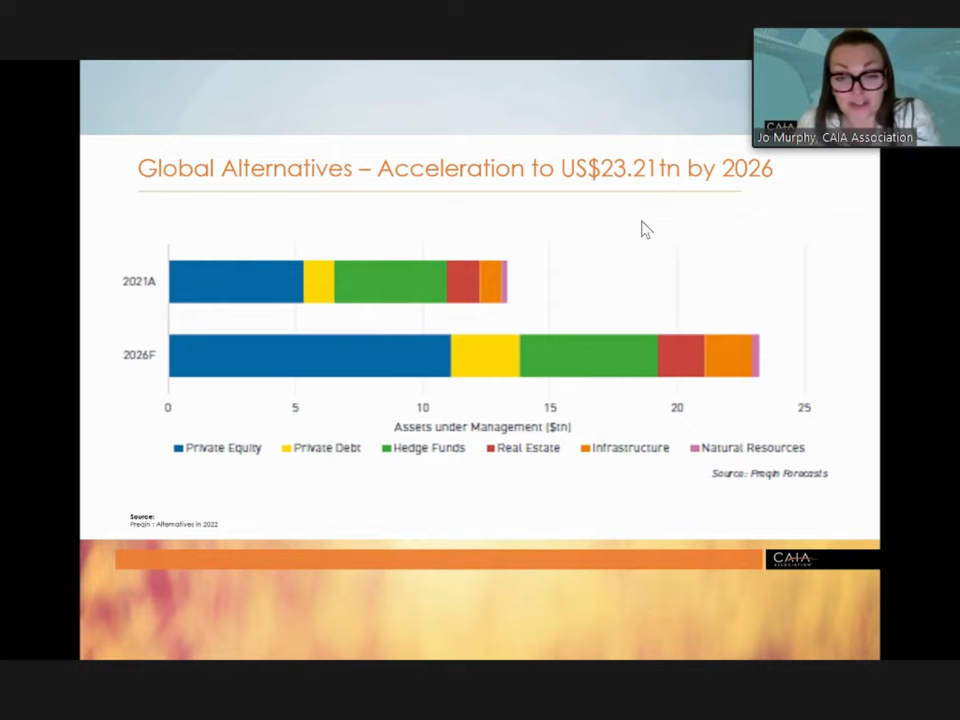 CAIA
Jo Murphy, CAIA Association
Global Alternatives – Acceleration to US$23.21tn by 2026
2021A
2026F
0 5 10 15 20 25
Assets under Management ($tn)
Private Equity Private Debt Hedge Funds Real Estate Infrastructure Natural Resources
Source: Preqin Forecasts
Source:
Preqin : Alternatives in 2022
CAIA
ASSOCIATION